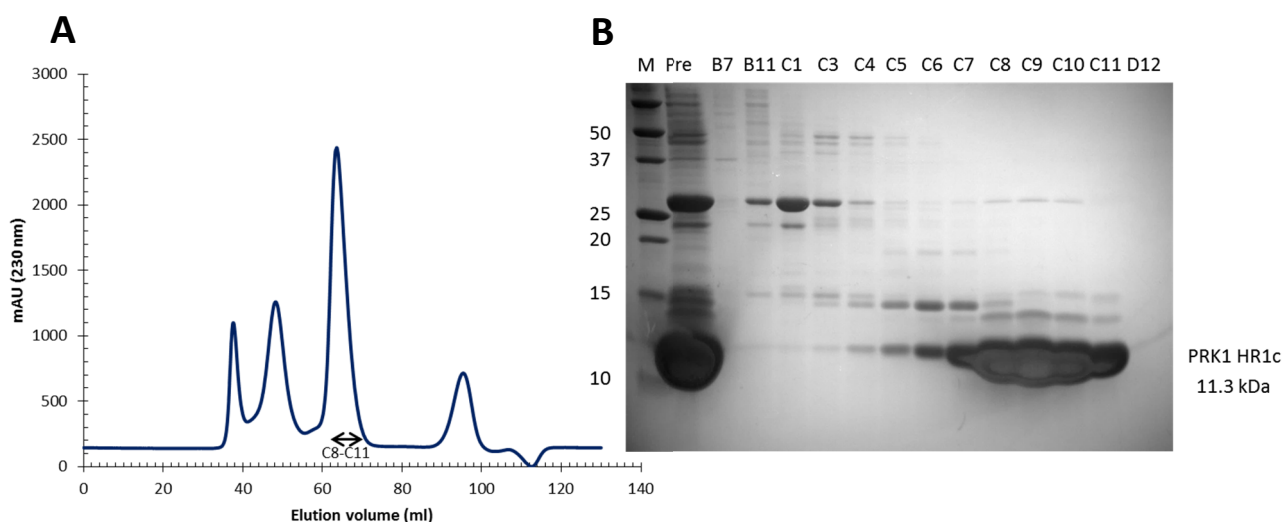 A
3000
2500
2000
1500
1000
500
0
mAU (230 nm)
C8-C11
0 20 40 60 80 100 120 140
Elution volume (ml)
B
M Pre B7 B11 C1 C3 C4 C5 C6 C7 C8 C9 C10 C11 D12
50
37
25
20
15
10
PRK1 HR1c
11.3 kDa